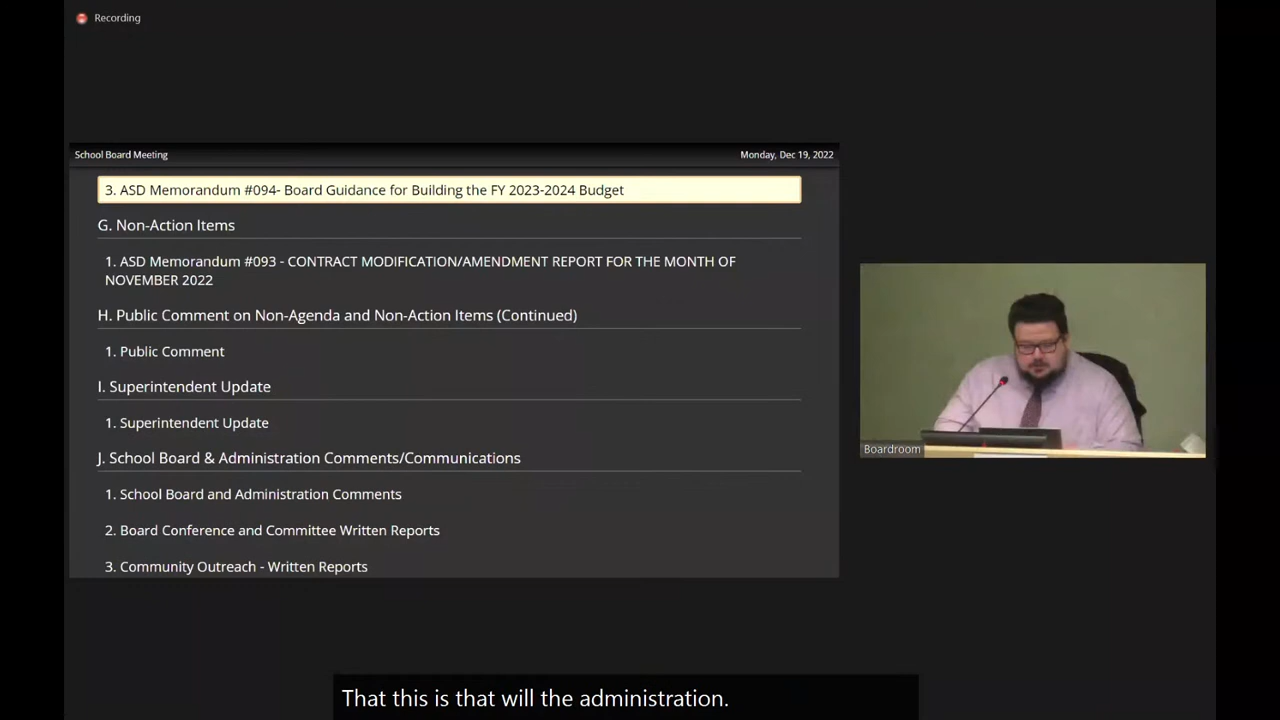 Recording
School Board Meeting
Monday, Dec 19, 2022
3. ASD Memorandum #094- Board Guidance for Building the FY 2023-2024 Budget
G. Non-Action Items
1. ASD Memorandum #093 - CONTRACT MODIFICATION/AMENDMENT REPORT FOR THE MONTH OF
NOVEMBER 2022
H. Public Comment on Non-Agenda and Non-Action Items (Continued)
1. Public Comment
I. Superintendent Update
1. Superintendent Update
J. School Board & Administration Comments/Communications
1. School Board and Administration Comments
2. Board Conference and Committee Written Reports
3. Community Outreach - Written Reports
Boardroom
That this is that will the administration.